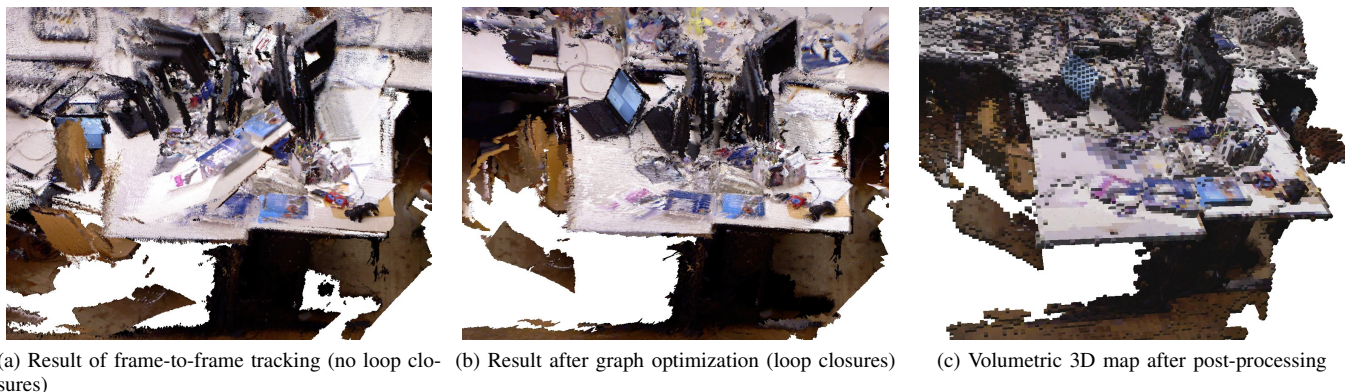 (a) Result of frame-to-frame tracking (no loop clo-
sures)
(b) Result after graph optimization (loop closures)
(c) Volumetric 3D map after post-processing